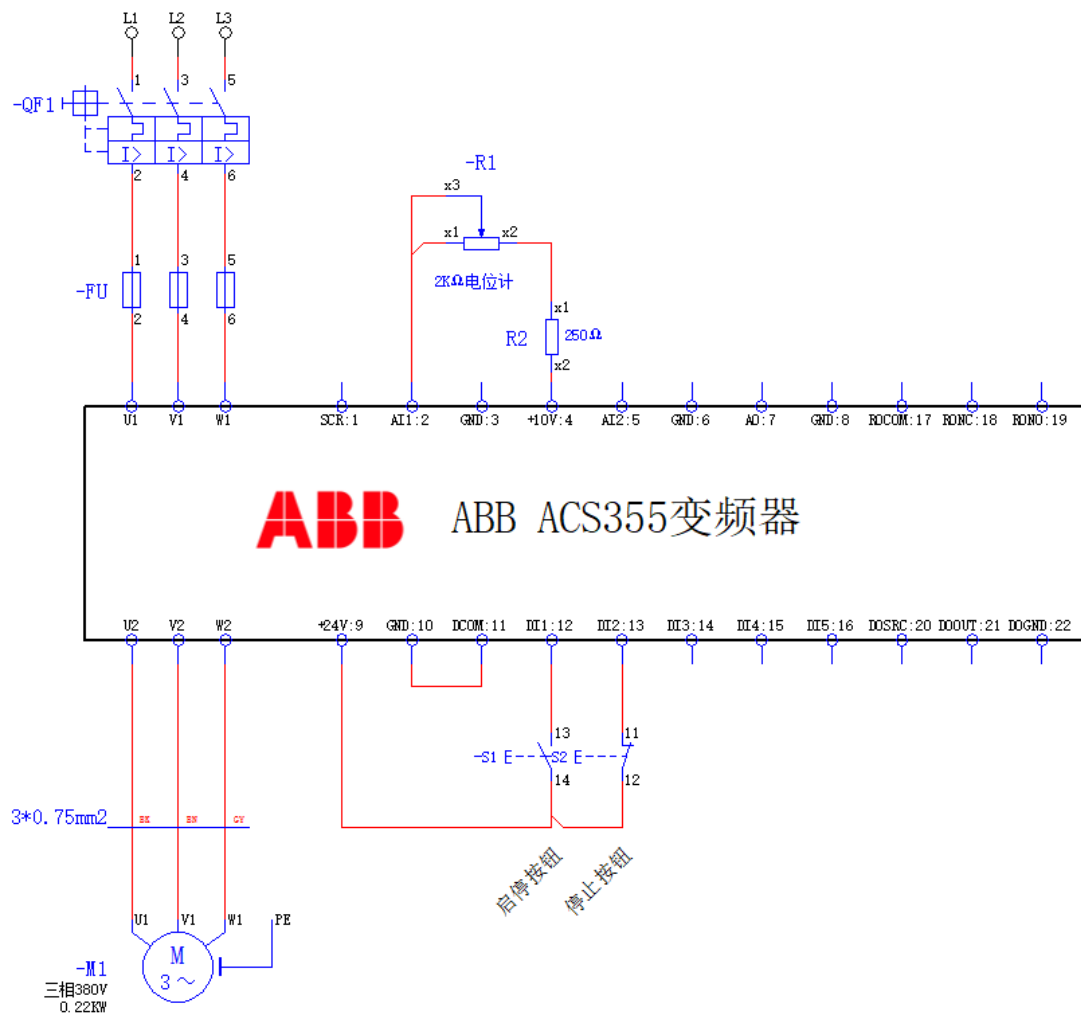 L1 L2 L3
1 3 5
-QF1
I> I> I>
2 4 6
-R1
x3
x1 x2
2KΩ电位计
1 3 5
-FU
2 4 6
x1
R2 250Ω
x2
U1 V1 W1 SCR:1 AI1:2 GND:3 +10V:4 AI2:5 GND:6 AO:7 GND:8 ROCOM:17 RONC:18 RONO:19
ABB ABB ACS355变频器
U2 V2 W2 +24V:9 GND:10 DCOM:11 DI1:12 DI2:13 DI3:14 DI4:15 DI5:16 DOSRC:20 DOOUT:21 DOGND:22
13 11
-S1 E S2 E
14 12
3*0.75mm2 BK BN GY
启停按钮
停止按钮
U1 V1 W1 PE
M
3～
-M1
三相380V
0.22KW